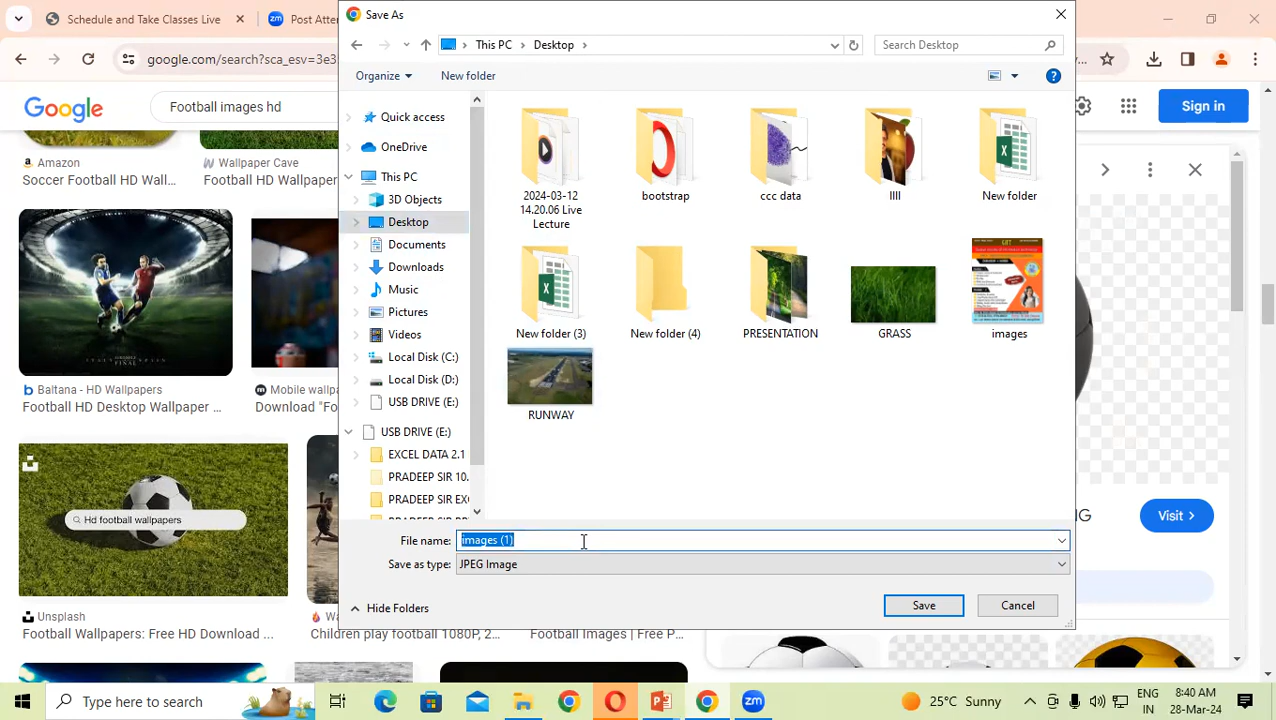 Schedule and Take Classes Live
zm
Post Atten
Save As
google.com/search?sca_esv=3e3
This PC
Desktop
Search Desktop
Organize
New folder
Google
Football images hd
Sign in
Amazon
Soccer Football HD Wall...
Wallpaper Cave
Football HD Wallpaper
Baltana - HD Wallpapers
Football HD Desktop Wallpaper ...
Mobile wallp
Download "Fo
Hd football wallpapers
Unsplash
Football Wallpapers: Free HD Download ...
Children play football 1080P, 2...
Football Images | Free P
Quick access
OneDrive
This PC
3D Objects
Desktop
Documents
Downloads
Music
Pictures
Videos
Local Disk (C:)
Local Disk (D:)
USB DRIVE (E:)
USB DRIVE (E:)
EXCEL DATA 2.1
PRADEEP SIR 10.
PRADEEP SIR EXC
2024-03-12
14.20.06 Live
Lecture
bootstrap
ccc data
llll
New folder
New folder (3)
New folder (4)
PRESENTATION
GRASS
images
RUNWAY
File name:
images (1)
Save as type:
JPEG Image
Hide Folders
Save
Cancel
NG
Visit
Type here to search
zm
25°C Sunny
ENG
IN
8:40 AM
28-Mar-24